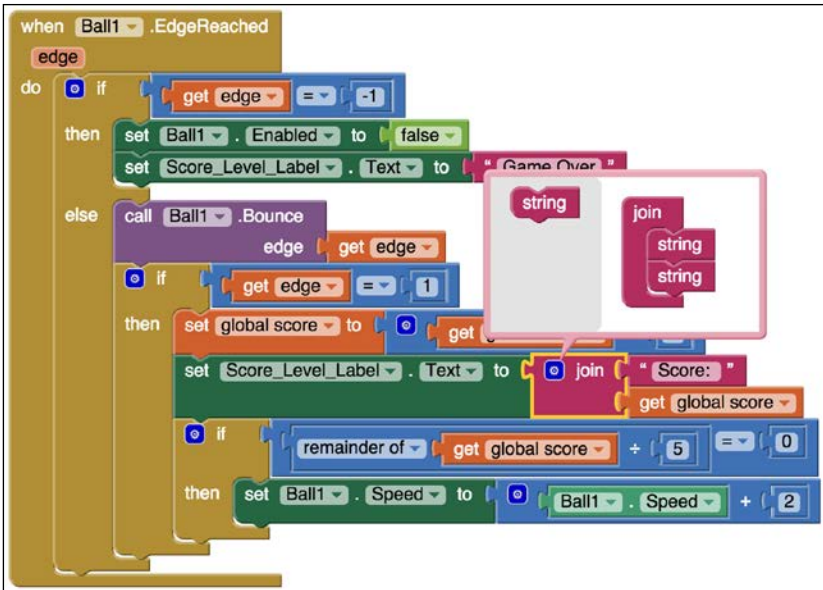 when Ball1 .EdgeReached
edge
do if get edge = -1
then set Ball1 . Enabled to false
set Score_Level_Label . Text to " Game Over "
string
join
string
string
else call Ball1 .Bounce
edge get edge
if get edge = 1
then set global score to get
set Score_Level_Label . Text to join " Score: "
get global score
if remainder of get global score ÷ 5 = 0
then set Ball1 . Speed to Ball1 . Speed + 2